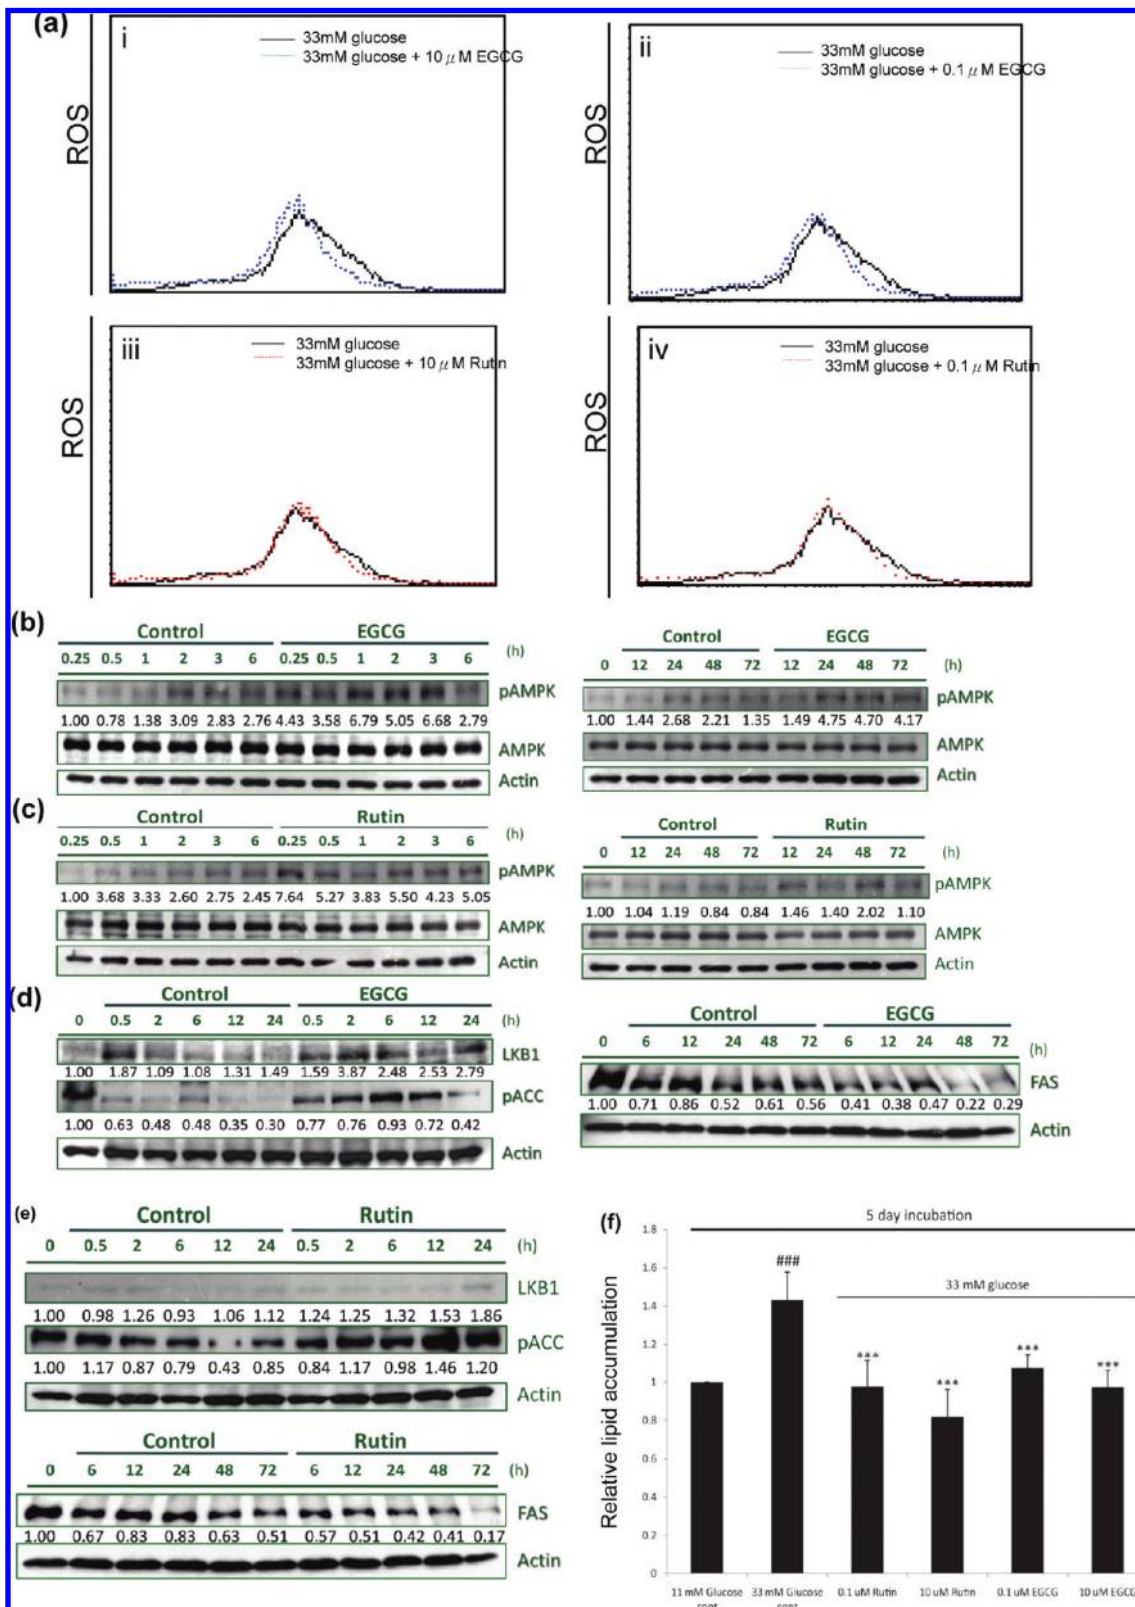 (a)
i
33mM glucose
33mM glucose + 10 μ M EGCG
ROS
ii
33mM glucose
33mM glucose + 0.1 μ M EGCG
ROS
iii
33mM glucose
33mM glucose + 10 μ M Rutin
ROS
iv
33mM glucose
33mM glucose + 0.1 μ M Rutin
ROS
(b)
Control EGCG
0.25 0.5 1 2 3 6 0.25 0.5 1 2 3 6 (h)
pAMPK
1.00 0.78 1.38 3.09 2.83 2.76 4.43 3.58 6.79 5.05 6.68 2.79
AMPK
Actin
Control EGCG
0 12 24 48 72 12 24 48 72 (h)
pAMPK
1.00 1.44 2.68 2.21 1.35 1.49 4.75 4.70 4.17
AMPK
Actin
(c)
Control Rutin
0.25 0.5 1 2 3 6 0.25 0.5 1 2 3 6 (h)
pAMPK
1.00 3.68 3.33 2.60 2.75 2.45 7.64 5.27 3.83 5.50 4.23 5.05
AMPK
Actin
Control Rutin
0 12 24 48 72 12 24 48 72 (h)
pAMPK
1.00 1.04 1.19 0.84 0.84 1.46 1.40 2.02 1.10
AMPK
Actin
(d)
Control EGCG
0 0.5 2 6 12 24 0.5 2 6 12 24 (h)
LKB1
1.00 1.87 1.09 1.08 1.31 1.49 1.59 3.87 2.48 2.53 2.79
pACC
1.00 0.63 0.48 0.48 0.35 0.30 0.77 0.76 0.93 0.72 0.42
Actin
Control EGCG
0 6 12 24 48 72 6 12 24 48 72 (h)
FAS
1.00 0.71 0.86 0.52 0.61 0.56 0.41 0.38 0.47 0.22 0.29
Actin
(e)
Control Rutin
0 0.5 2 6 12 24 0.5 2 6 12 24 (h)
LKB1
1.00 0.98 1.26 0.93 1.06 1.12 1.24 1.25 1.32 1.53 1.86
pACC
1.00 1.17 0.87 0.79 0.43 0.85 0.84 1.17 0.98 1.46 1.20
Actin
Control Rutin
0 6 12 24 48 72 6 12 24 48 72 (h)
FAS
1.00 0.67 0.83 0.83 0.63 0.51 0.57 0.51 0.42 0.41 0.17
Actin
(f)
5 day incubation
33 mM glucose
Relative lipid accumulation
1.8
1.6
1.4
1.2
1
0.8
0.6
0.4
0.2
0
###
***
***
***
***
11 mM Glucose 33 mM Glucose 0.1 uM Rutin 10 uM Rutin 0.1 uM EGCG 10 uM EGCG
cont cont